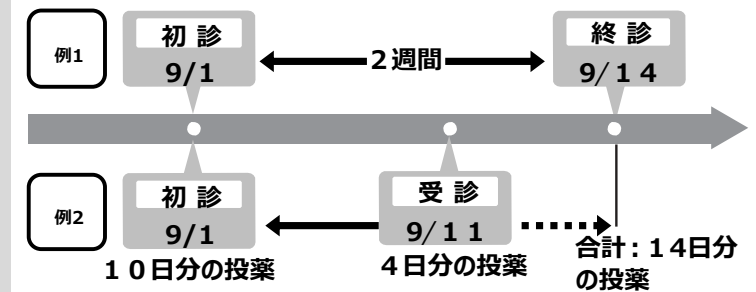 例1
初 診
9/1
2週間
終 診
9/14
例2
初 診
9/1
10日分の投薬
受 診
9/11
4日分の投薬
合計：14日分
の投薬